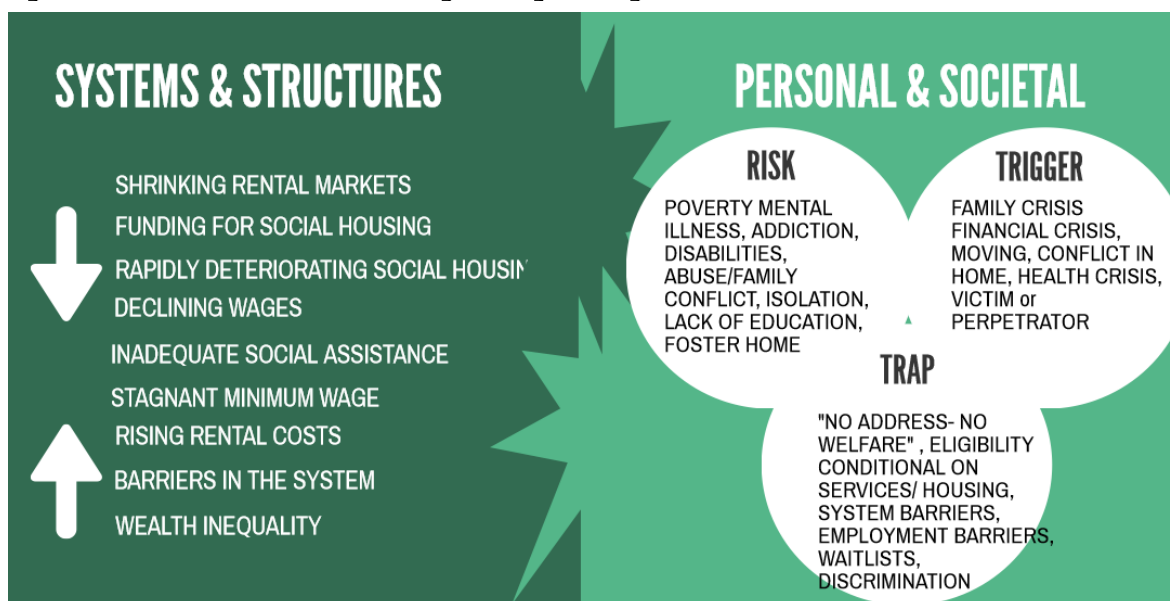 SYSTEMS & STRUCTURES
SHRINKING RENTAL MARKETS
FUNDING FOR SOCIAL HOUSING
RAPIDLY DETERIORATING SOCIAL HOUSIN
DECLINING WAGES
INADEQUATE SOCIAL ASSISTANCE
STAGNANT MINIMUM WAGE
RISING RENTAL COSTS
BARRIERS IN THE SYSTEM
WEALTH INEQUALITY
PERSONAL & SOCIETAL
RISK
POVERTY MENTAL
ILLNESS, ADDICTION,
DISABILITIES,
ABUSE/FAMILY
CONFLICT, ISOLATION,
LACK OF EDUCATION,
FOSTER HOME
TRIGGER
FAMILY CRISIS
FINANCIAL CRISIS,
MOVING, CONFLICT IN
HOME, HEALTH CRISIS,
VICTIM or
PERPETRATOR
TRAP
"NO ADDRESS- NO
WELFARE" , ELIGIBILITY
CONDITIONAL ON
SERVICES/ HOUSING,
SYSTEM BARRIERS,
EMPLOYMENT BARRIERS,
WAITLISTS,
DISCRIMINATION